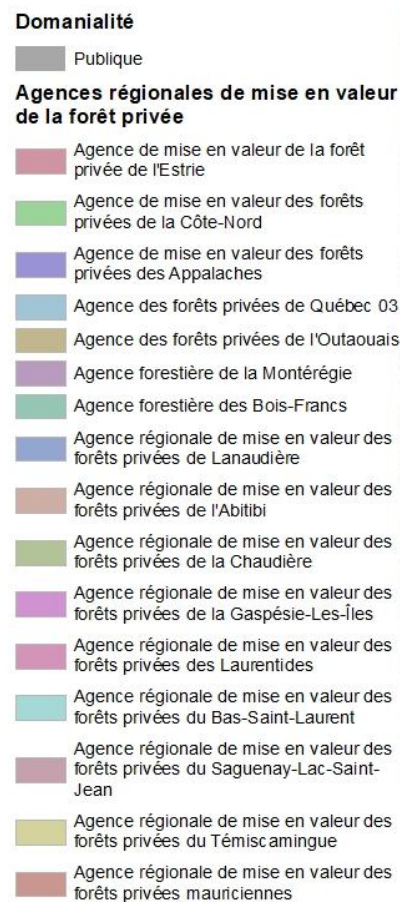 Domanialité
Publique
Agences régionales de mise en valeur
de la forêt privée
Agence de mise en valeur de la forêt
privée de l'Estrie
Agence de mise en valeur des forêts
privées de la Côte-Nord
Agence de mise en valeur des forêts
privées des Appalaches
Agence des forêts privées de Québec 03
Agence des forêts privées de l'Outaouais
Agence forestière de la Montérégie
Agence forestière des Bois-Francs
Agence régionale de mise en valeur des
forêts privées de Lanaudière
Agence régionale de mise en valeur des
forêts privées de l'Abitibi
Agence régionale de mise en valeur des
forêts privées de la Chaudière
Agence régionale de mise en valeur des
forêts privées de la Gaspésie-Les-Îles
Agence régionale de mise en valeur des
forêts privées des Laurentides
Agence régionale de mise en valeur des
forêts privées du Bas-Saint-Laurent
Agence régionale de mise en valeur des
forêts privées du Saguenay-Lac-Saint-
Jean
Agence régionale de mise en valeur des
forêts privées du Témiscamingue
Agence régionale de mise en valeur des
forêts privées mauriciennes